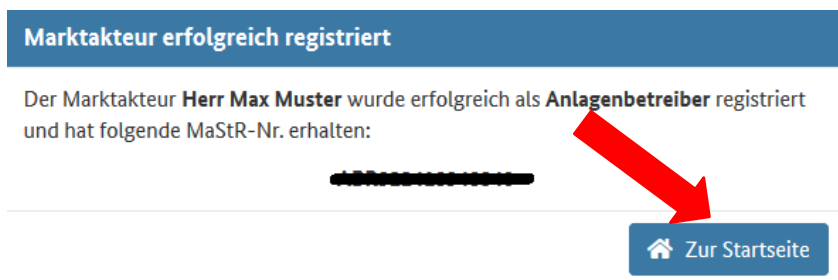 Marktakteur erfolgreich registriert
Der Marktakteur Herr Max Muster wurde erfolgreich als Anlagenbetreiber registriert
und hat folgende MaStR-Nr. erhalten:
Zur Startseite